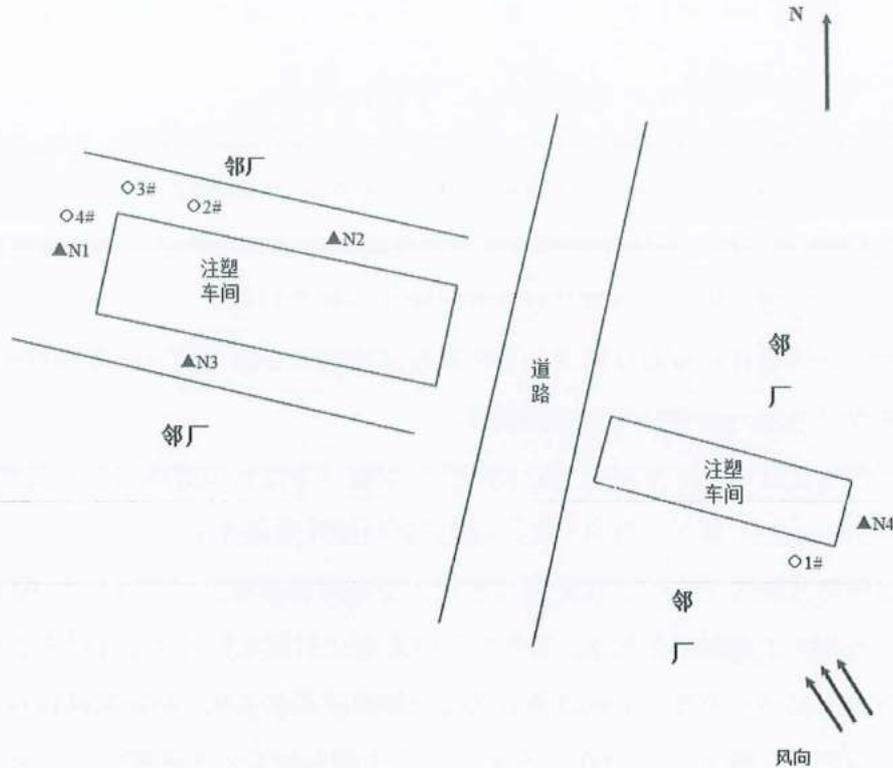 N
邻厂
○3#
○2#
○4#
▲N1
▲N2
注塑
车间
▲N3
邻厂
道
路
邻
厂
注塑
车间
▲N4
○1#
邻
厂
风向